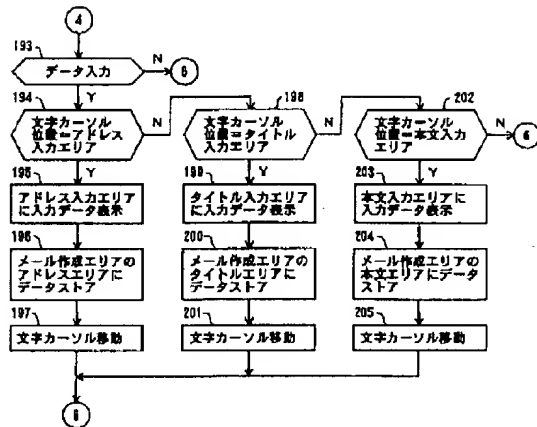 4
193
データ入力
N
5
Y
194
文字カーソル
位置=アドレス
入力エリア
N
198
文字カーソル
位置=タイトル
入力エリア
N
202
文字カーソル
位置=本文入力
エリア
N
6
Y
Y
Y
195
アドレス入力エリア
に入力データ表示
199
タイトル入力エリア
に入力データ表示
203
本文入力エリアに
入力データ表示
196
メール作成エリアの
アドレスエリアに
データストア
200
メール作成エリアの
タイトルエリアに
データストア
204
メール作成エリアの
本文エリアにデータ
ストア
197
文字カーソル移動
201
文字カーソル移動
205
文字カーソル移動
6